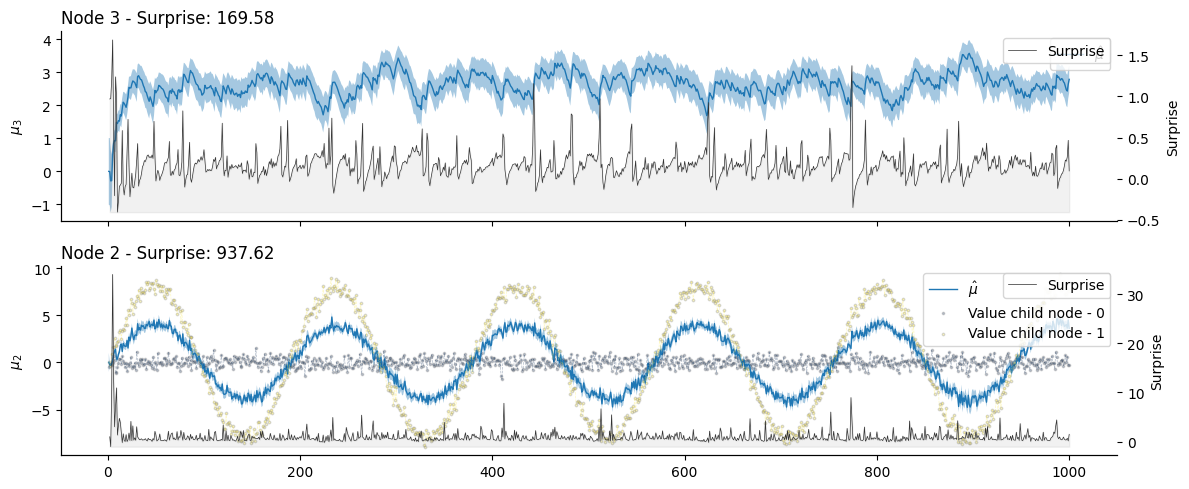 Node 3 - Surprise: 169.58
4
3
2
1
0
−1
μ3
Surprise
1.5
1.0
0.5
0.0
−0.5
Surprise
Node 2 - Surprise: 937.62
10
5
0
−5
μ2
μ̂
Value child node - 0
Value child node - 1
Surprise
30
20
10
0
Surprise
0
200
400
600
800
1000